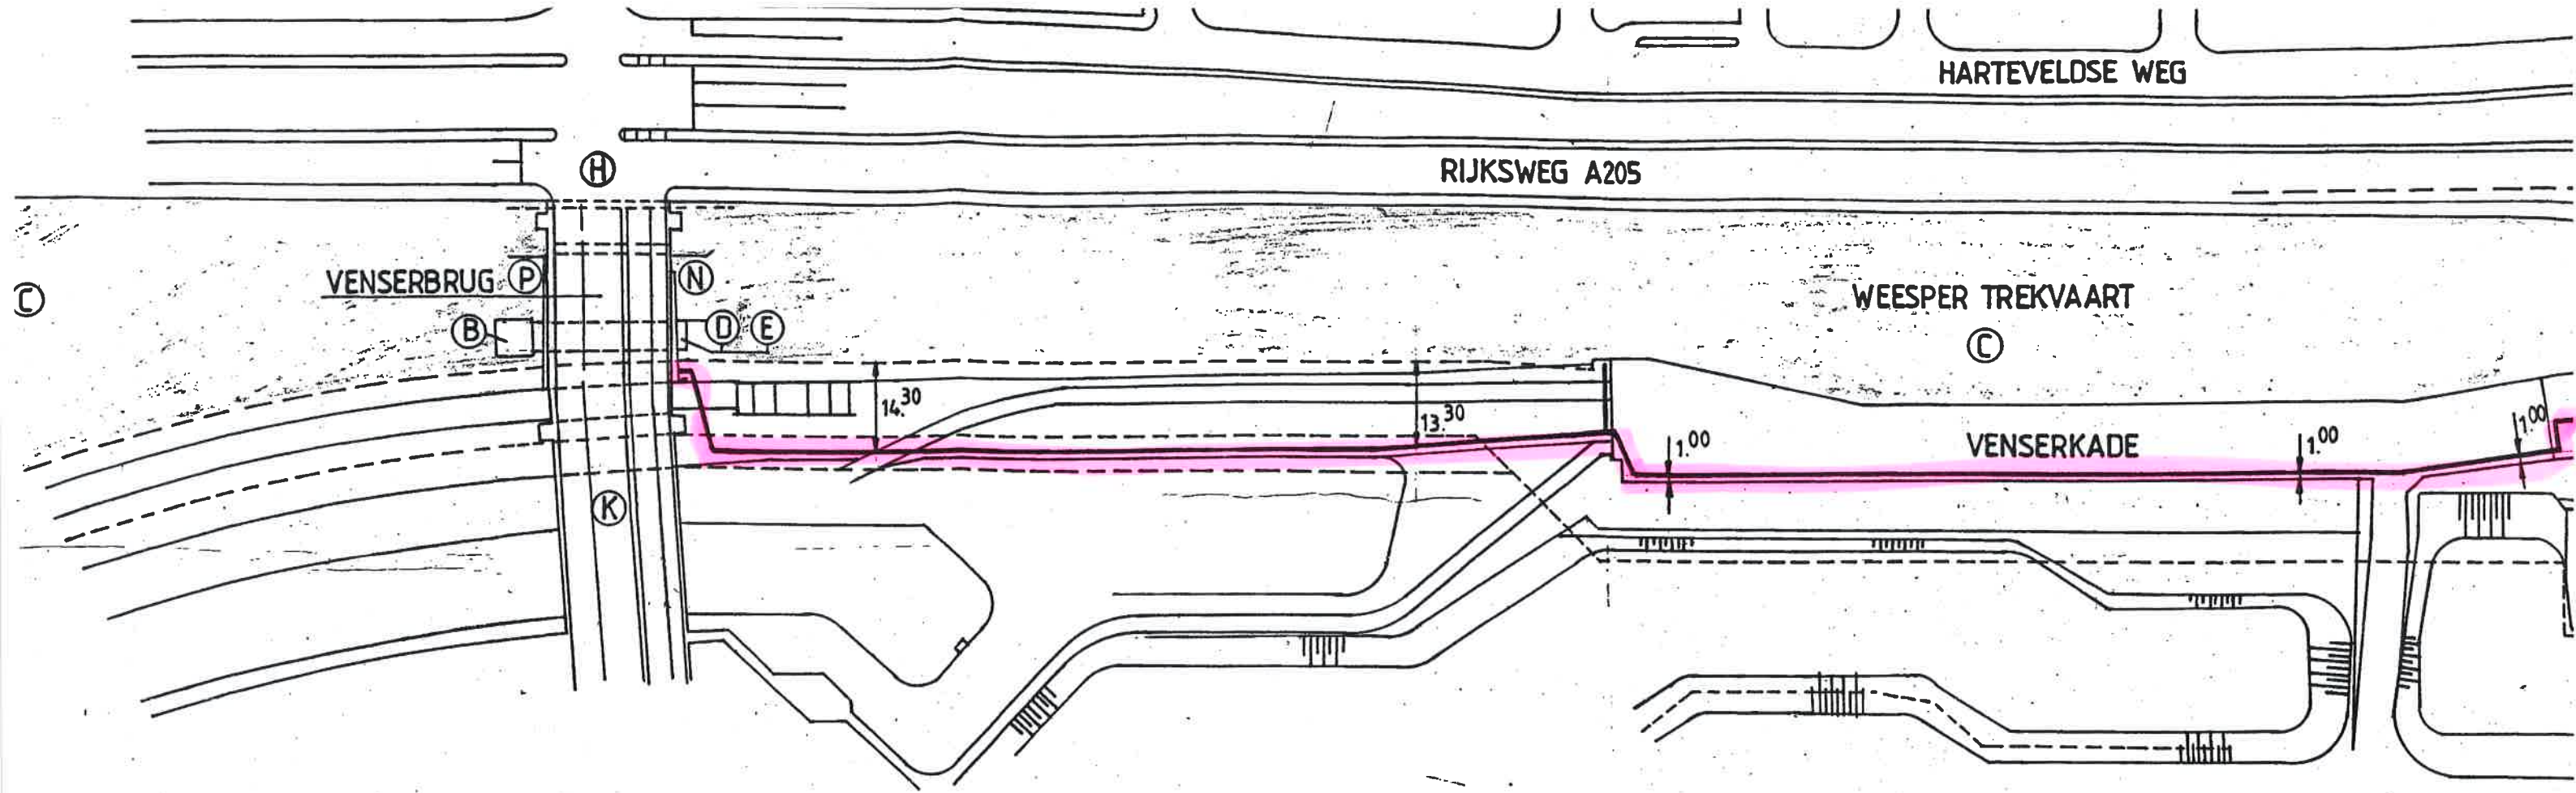 HARTEVELDSE WEG
H
RIJKSWEG A205
VENSERBRUG P
N
C
WEESPER TREKVAART
C
B
D E
14.30
13.30
1.00
VENSERKADE
1.00
1.00
K